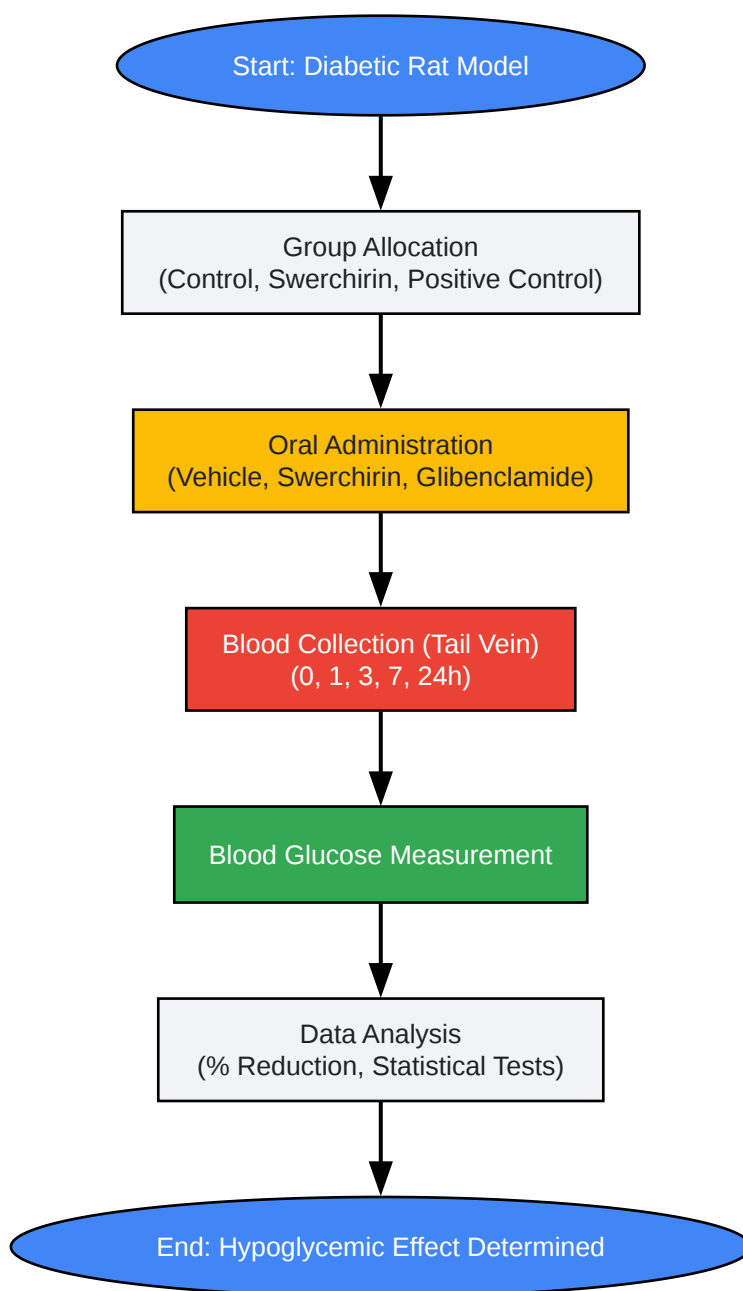 Start: Diabetic Rat Model
Group Allocation
(Control, Swerchirin, Positive Control)
Oral Administration
(Vehicle, Swerchirin, Glibenclamide)
Blood Collection (Tail Vein)
(0, 1, 3, 7, 24h)
Blood Glucose Measurement
Data Analysis
(% Reduction, Statistical Tests)
End: Hypoglycemic Effect Determined